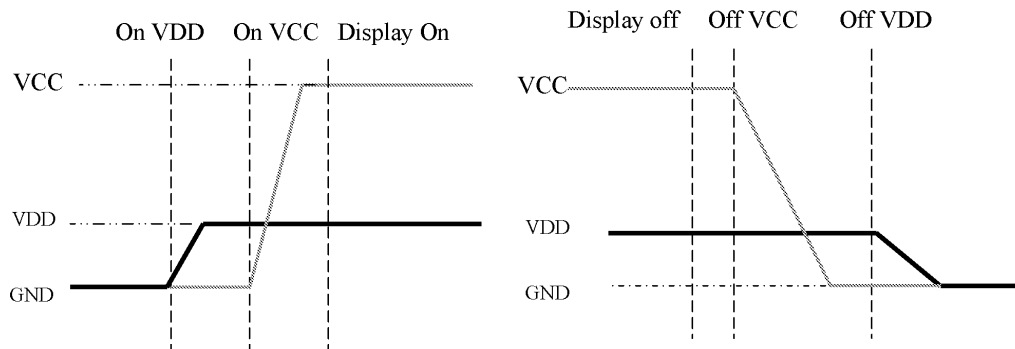 On VDD On VCC Display On
VCC
VDD
GND
Display off Off VCC Off VDD
VCC
VDD
GND